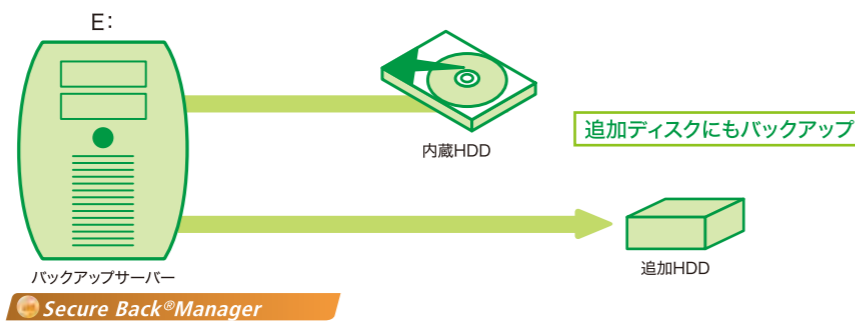 E:
内蔵HDD
追加ディスクにもバックアップ
追加HDD
バックアップサーバー
Secure Back®Manager